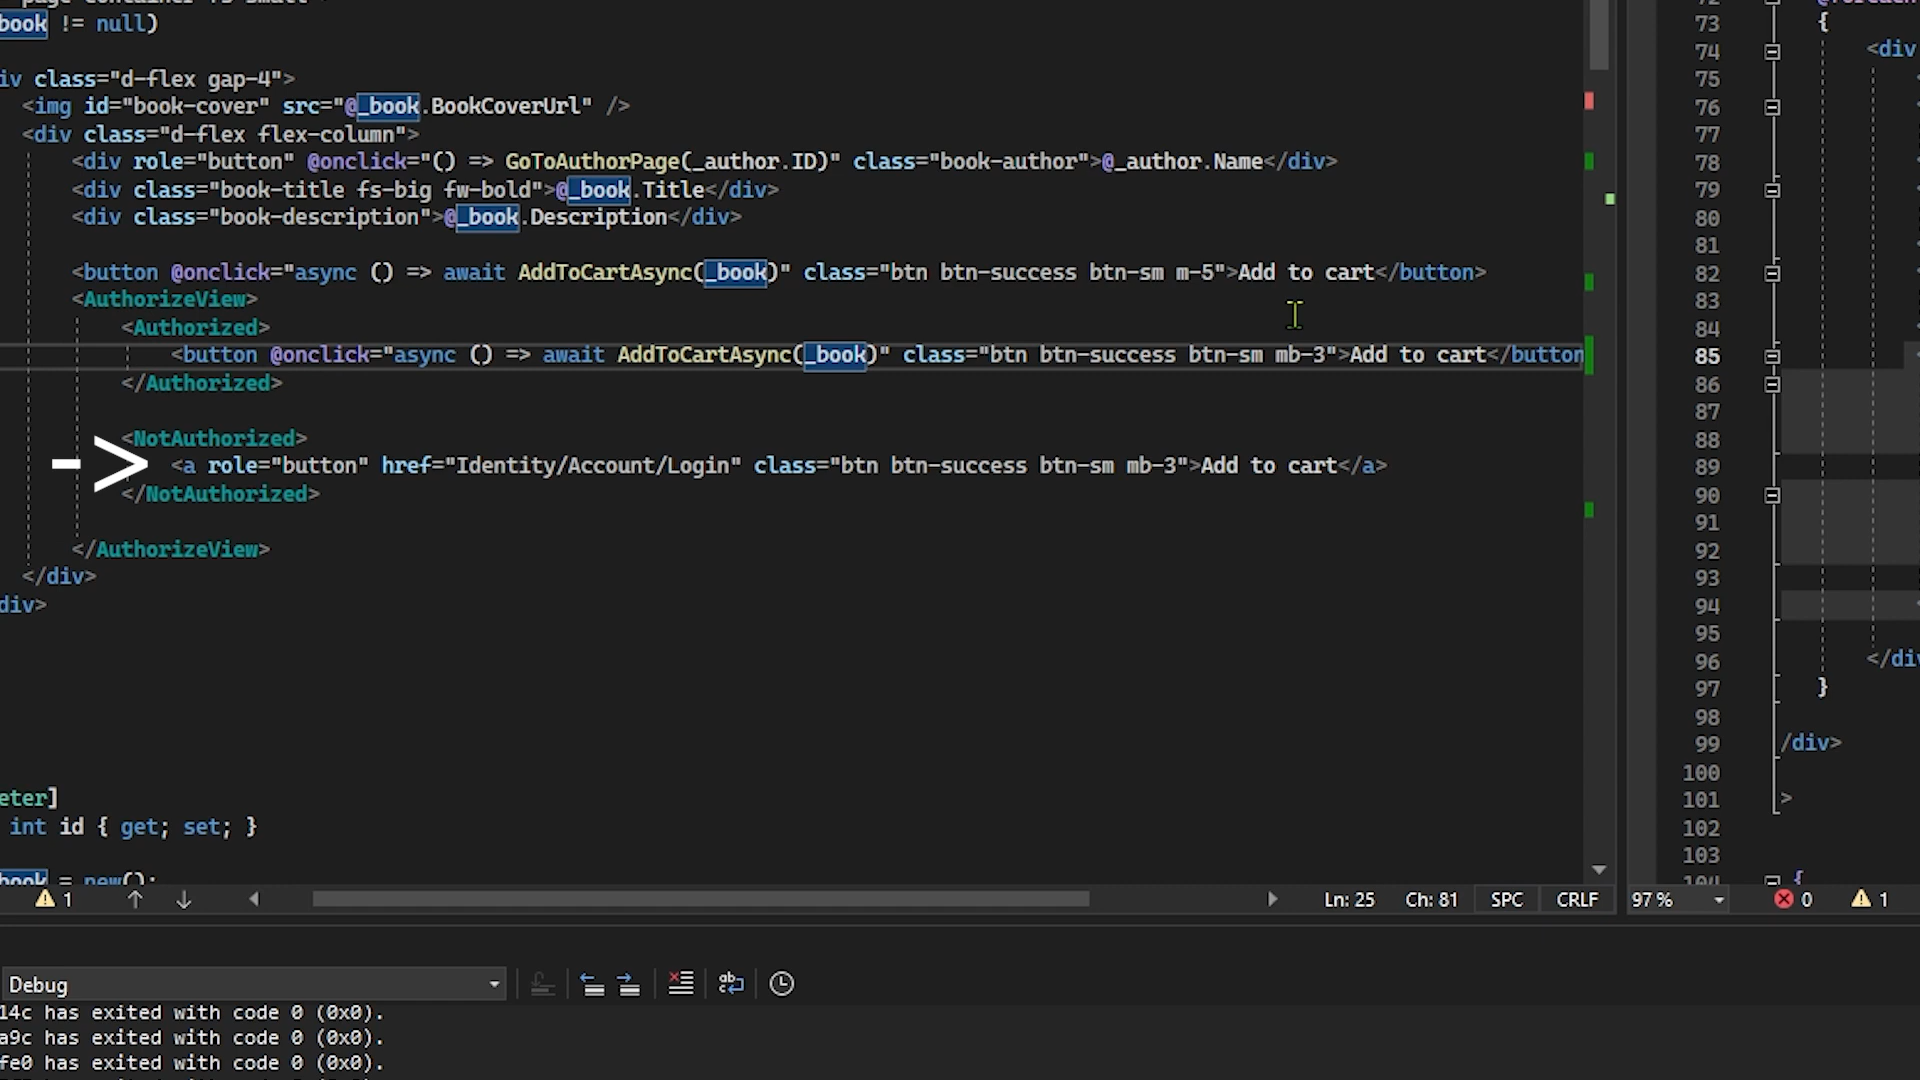 book != null)
iv class="d-flex gap-4">
<img id="book-cover" src="@_book.BookCoverUrl" />
<div class="d-flex flex-column">
<div role="button" @onclick="() => GoToAuthorPage(_author.ID)" class="book-author">@_author.Name</div>
<div class="book-title fs-big fw-bold">@_book.Title</div>
<div class="book-description">@_book.Description</div>
<button @onclick="async () => await AddToCartAsync(_book)" class="btn btn-success btn-sm m-5">Add to cart</button>
<AuthorizeView>
<Authorized>
<button @onclick="async () => await AddToCartAsync(_book)" class="btn btn-success btn-sm mb-3">Add to cart</button
</Authorized>
<NotAuthorized>
-> <a role="button" href="Identity/Account/Login" class="btn btn-success btn-sm mb-3">Add to cart</a>
</NotAuthorized>
</AuthorizeView>
</div>
div>
eter]
int id { get; set; }
book = new();
1 Ln: 25 Ch: 81 SPC CRLF
73 {
74 <div
75
76
77
78
79
80
81
82
83
84
85
86
87
88
89
90
91
92
93
94
95
96 </div
97 }
98
99 /div>
100
101 >
102
103
104 {
97 % 0 1
Debug
14c has exited with code 0 (0x0).
a9c has exited with code 0 (0x0).
fe0 has exited with code 0 (0x0).